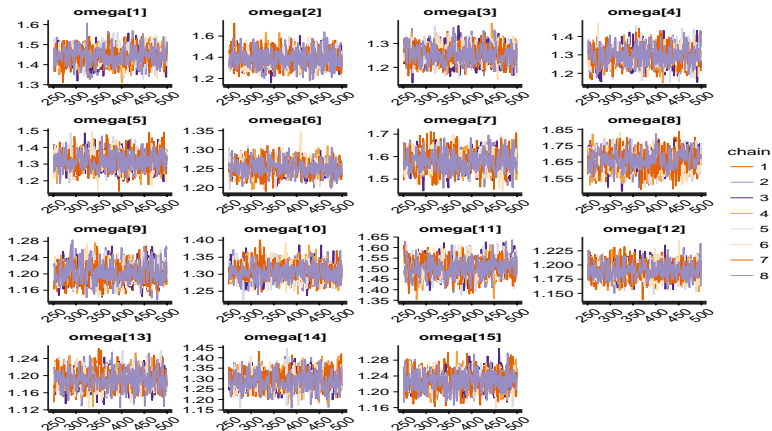 omega[1] omega[2] omega[3] omega[4]
1.6 1.5 1.4 1.3
1.6 1.4 1.2
1.3 1.2
1.4 1.3 1.2
250 300 350 400 450 500 250 300 350 400 450 500 250 300 350 400 450 500 250 300 350 400 450 500
omega[5] omega[6] omega[7] omega[8]
1.5 1.4 1.3 1.2
1.35 1.30 1.25 1.20
1.7 1.6 1.5
1.85 1.75 1.65 1.55
250 300 350 400 450 500 250 300 350 400 450 500 250 300 350 400 450 500 250 300 350 400 450 500
omega[9] omega[10] omega[11] omega[12]
1.28 1.24 1.20 1.16
1.40 1.35 1.30 1.25
1.65 1.60 1.55 1.50 1.45 1.40 1.35
1.225 1.200 1.175 1.150
250 300 350 400 450 500 250 300 350 400 450 500 250 300 350 400 450 500 250 300 350 400 450 500
omega[13] omega[14] omega[15]
1.24 1.20 1.16 1.12
1.45 1.40 1.35 1.30 1.25 1.20 1.15
1.28 1.24 1.20 1.16
250 300 350 400 450 500 250 300 350 400 450 500 250 300 350 400 450 500
chain
1
2
3
4
5
6
7
8